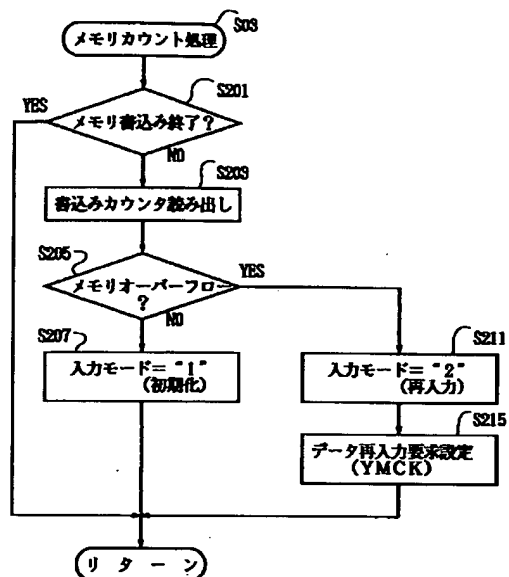 メモリカウント処理
S03
S201
YES
メモリ書込み終了？
NO
S203
書込みカウンタ読み出し
S205
メモリオーバーフロー
？
YES
NO
S207
入力モード＝“1”
(初期化)
S211
入力モード＝“2”
(再入力)
S215
データ再入力要求設定
(YMCK)
リターン